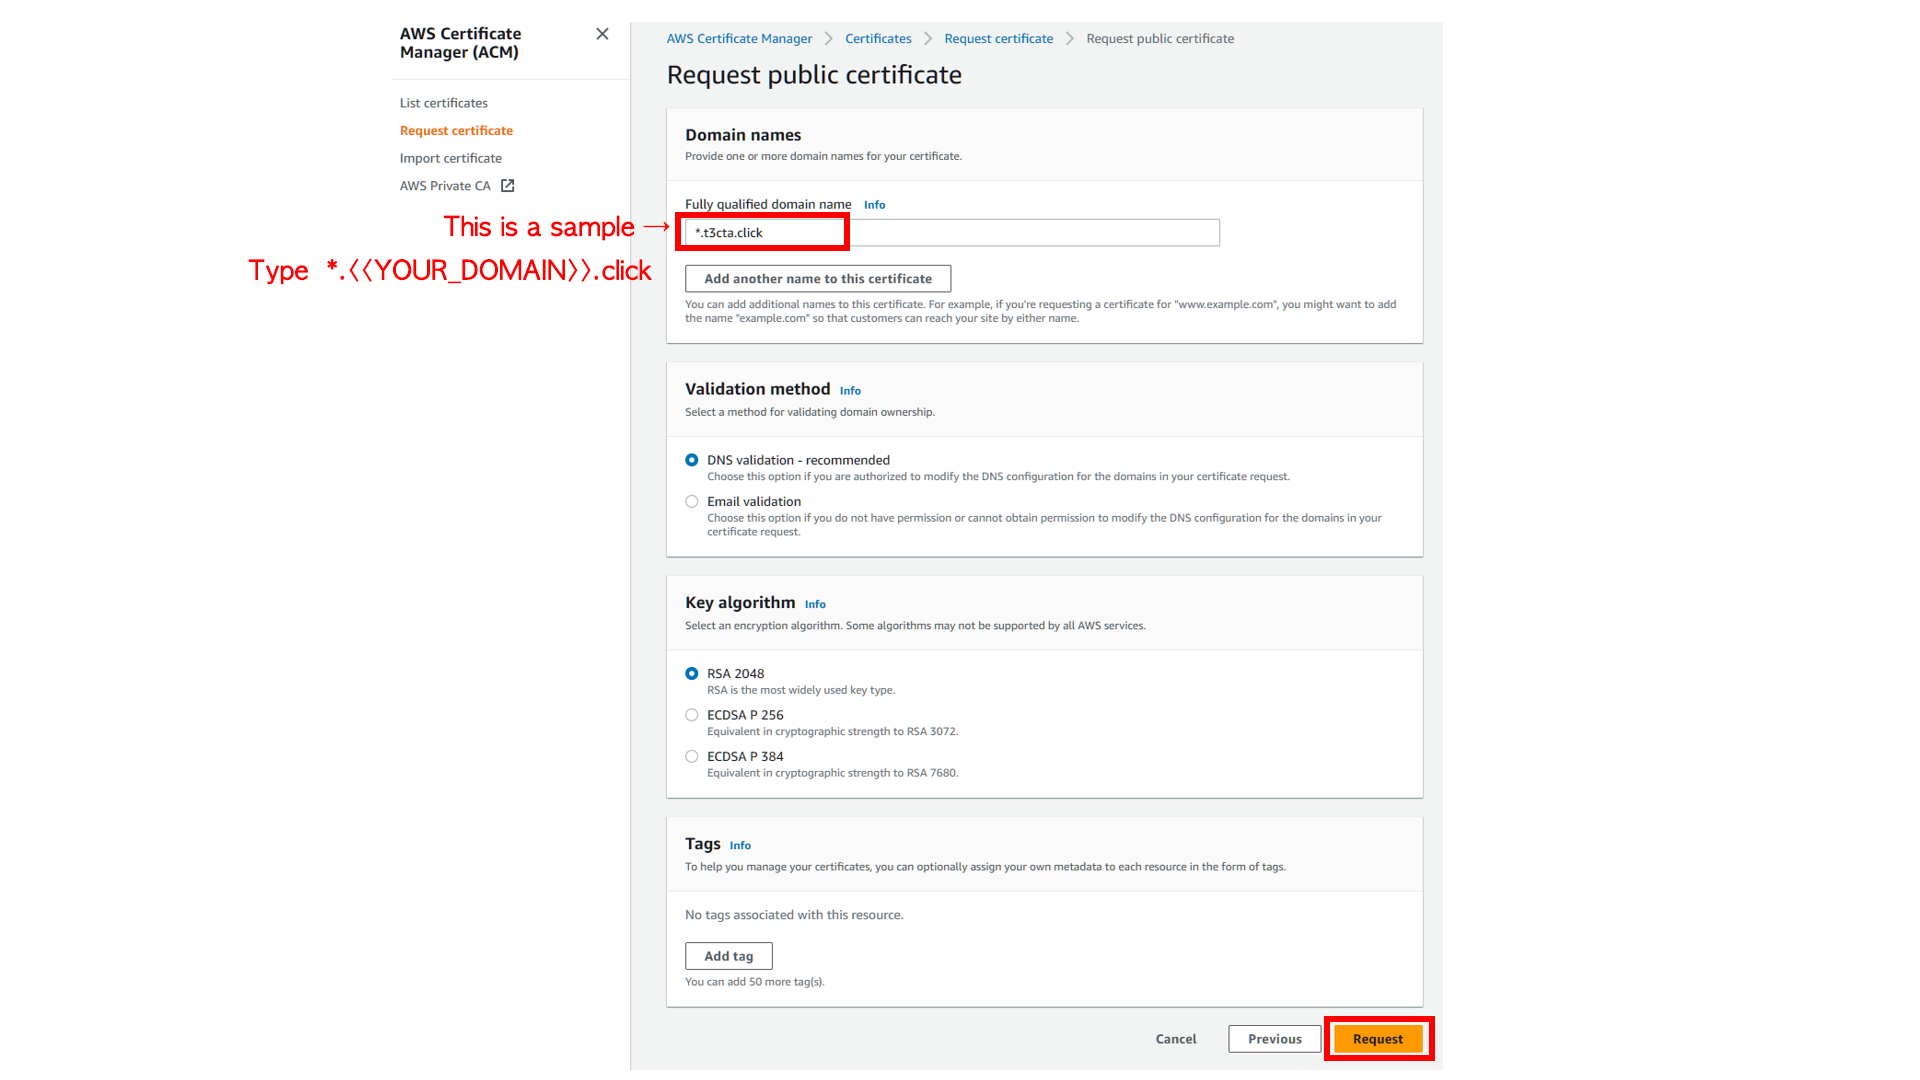 AWS Certificate
Manager (ACM)
List certificates
Request certificate
Import certificate
AWS Private CA
This is a sample →
Type *.<<YOUR_DOMAIN>>.click
AWS Certificate Manager > Certificates > Request certificate > Request public certificate
Request public certificate
Domain names
Provide one or more domain names for your certificate.
Fully qualified domain name Info
*.t3cta.click
Add another name to this certificate
You can add additional names to this certificate. For example, if you're requesting a certificate for "www.example.com", you might want to add
the name "example.com" so that customers can reach your site by either name.
Validation method Info
Select a method for validating domain ownership.
DNS validation - recommended
Choose this option if you are authorized to modify the DNS configuration for the domains in your certificate request.
Email validation
Choose this option if you do not have permission or cannot obtain permission to modify the DNS configuration for the domains in your
certificate request.
Key algorithm Info
Select an encryption algorithm. Some algorithms may not be supported by all AWS services.
RSA 2048
RSA is the most widely used key type.
ECDSA P 256
Equivalent in cryptographic strength to RSA 3072.
ECDSA P 384
Equivalent in cryptographic strength to RSA 7680.
Tags Info
To help you manage your certificates, you can optionally assign your own metadata to each resource in the form of tags.
No tags associated with this resource.
Add tag
You can add 50 more tag(s).
Cancel Previous Request